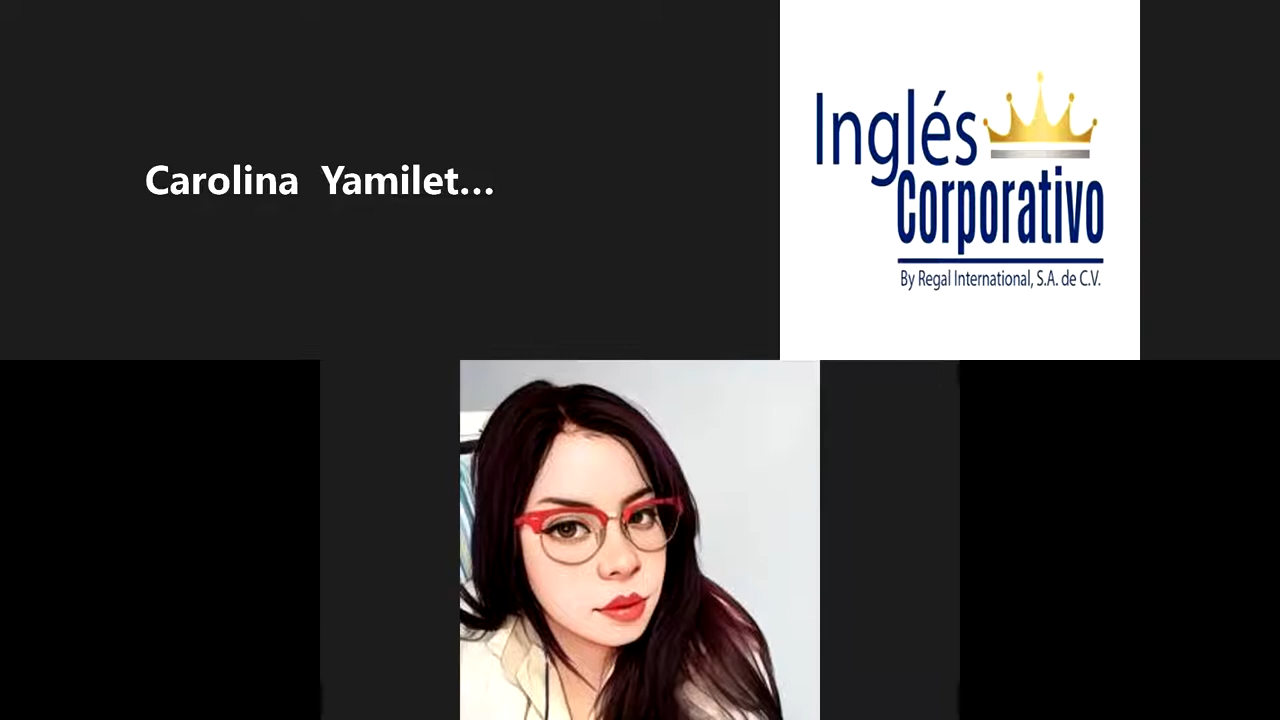 Carolina Yamilet...
Inglés
Corporativo
By Regal International, S.A. de C.V.